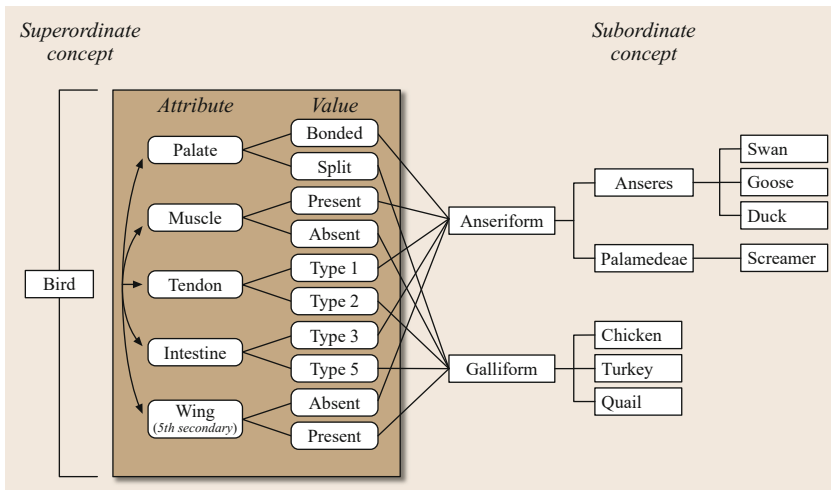 Superordinate
concept
Subordinate
concept
Attribute
Value
Bird
Palate
Bonded
Split
Muscle
Present
Absent
Tendon
Type 1
Type 2
Intestine
Type 3
Type 5
Wing
(5th secondary)
Absent
Present
Anseriform
Galliform
Anseres
Palamedeae
Swan
Goose
Duck
Screamer
Chicken
Turkey
Quail